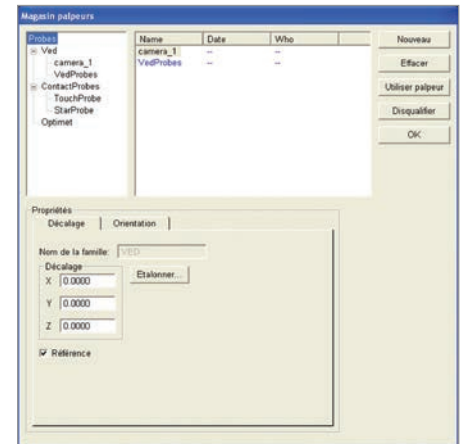 Magasin palpeurs
Probes
Ved
camera_1
VedProbes
ContactProbes
TouchProbe
StarProbe
Optimet
Name Date Who
camera_1 -- --
VedProbes -- --
Nouveau
Effacer
Utiliser palpeur
Disqualifier
OK
Propriétés
Décalage Orientation
Nom de la famille: VED
Décalage
X 0.0000
Etalonner...
Y 0.0000
Z 0.0000
Référence